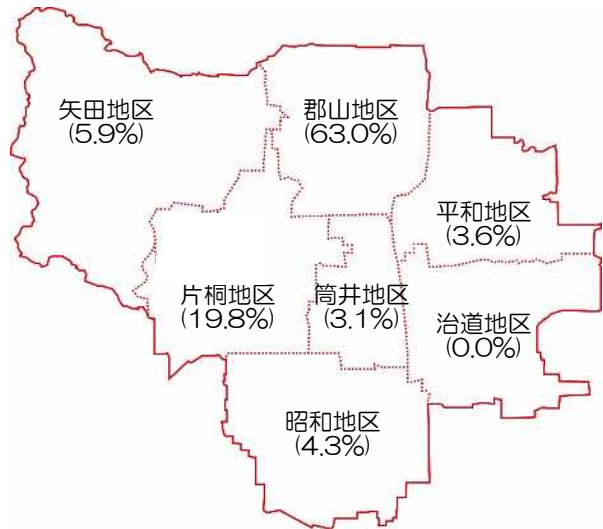 矢田地区
(5.9%)
郡山地区
(63.0%)
平和地区
(3.6%)
片桐地区
(19.8%)
筒井地区
(3.1%)
治道地区
(0.0%)
昭和地区
(4.3%)